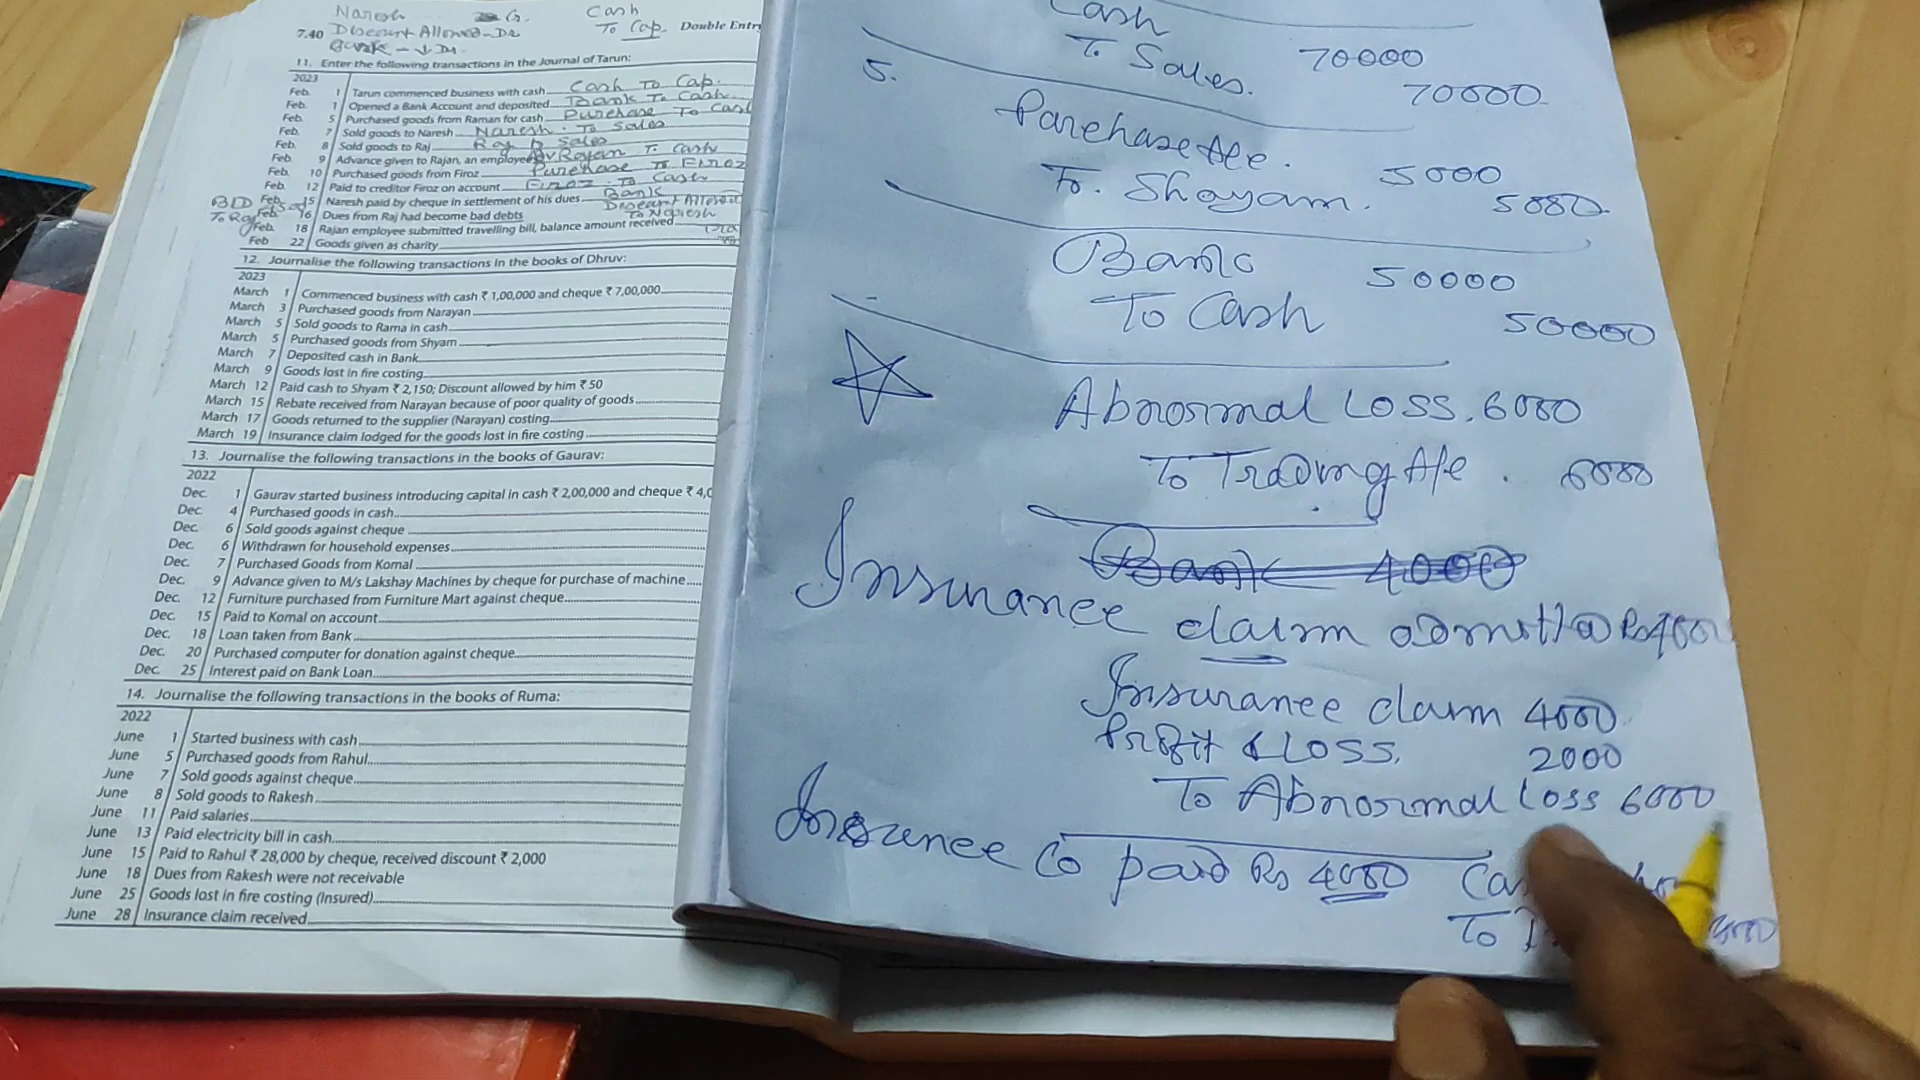 Naresh Dr.
7.40 Discount Allowed-Dr
Bank - Dr.
Cash
To Cap.
Double Entry
11. Enter the following transactions in the Journal of Tarun:
2023
Feb. 1 Tarun commenced business with cash Cash To Cap.
Feb. 1 Opened a Bank Account and deposited Bank To Cash
Feb. 5 Purchased goods from Raman for cash Purchase To Cash
Feb. 7 Sold goods to Naresh Naresh. To Sales
Feb. 8 Sold goods to Raj Raj to Sales
Feb. 9 Advance given to Rajan, an employee Rajan To Cash
Feb. 10 Purchased goods from Firoz Purchase To Firoz
Feb. 12 Paid to creditor Firoz on account Firoz To Cash
Feb. 15 Naresh paid by cheque in settlement of his dues Bank
Discount Allowed
B/D
To Raj
Feb. 16 Dues from Raj had become bad debts To Naresh
Feb. 18 Rajan employee submitted travelling bill, balance amount received
Feb 22 Goods given as charity
12. Journalise the following transactions in the books of Dhruv:
2023
March 1 Commenced business with cash ₹ 1,00,000 and cheque ₹ 7,00,000
March 3 Purchased goods from Narayan
March 5 Sold goods to Rama in cash
March 5 Purchased goods from Shyam
March 7 Deposited cash in Bank
March 9 Goods lost in fire costing
March 12 Paid cash to Shyam ₹ 2,150; Discount allowed by him ₹ 50
March 15 Rebate received from Narayan because of poor quality of goods
March 17 Goods returned to the supplier (Narayan) costing
March 19 Insurance claim lodged for the goods lost in fire costing
13. Journalise the following transactions in the books of Gaurav:
2022
Dec. 1 Gaurav started business introducing capital in cash ₹ 2,00,000 and cheque ₹ 4,0
Dec. 4 Purchased goods in cash
Dec. 6 Sold goods against cheque
Dec. 6 Withdrawn for household expenses
Dec. 7 Purchased Goods from Komal
Dec. 9 Advance given to M/s Lakshay Machines by cheque for purchase of machine
Dec. 12 Furniture purchased from Furniture Mart against cheque
Dec. 15 Paid to Komal on account
Dec. 18 Loan taken from Bank
Dec. 20 Purchased computer for donation against cheque
Dec. 25 Interest paid on Bank Loan
14. Journalise the following transactions in the books of Ruma:
2022
June 1 Started business with cash
June 5 Purchased goods from Rahul
June 7 Sold goods against cheque
June 8 Sold goods to Rakesh
June 11 Paid salaries
June 13 Paid electricity bill in cash
June 15 Paid to Rahul ₹ 28,000 by cheque, received discount ₹ 2,000
June 18 Dues from Rakesh were not receivable
June 25 Goods lost in fire costing (Insured)
June 28 Insurance claim received
Cash 70000
To Sales. 70000
5. Purchase A/c. 5000
To. Shayam. 5000
Bank 50000
To Cash 50000
Abnormal Loss. 6000
To Trading A/c. 6000
Bank 4000
Insurance claim admitted Rs 4000
Insurance claim 4000
Profit & Loss. 2000
To Abnormal Loss 6000
Insurance Co paid Rs 4000
To